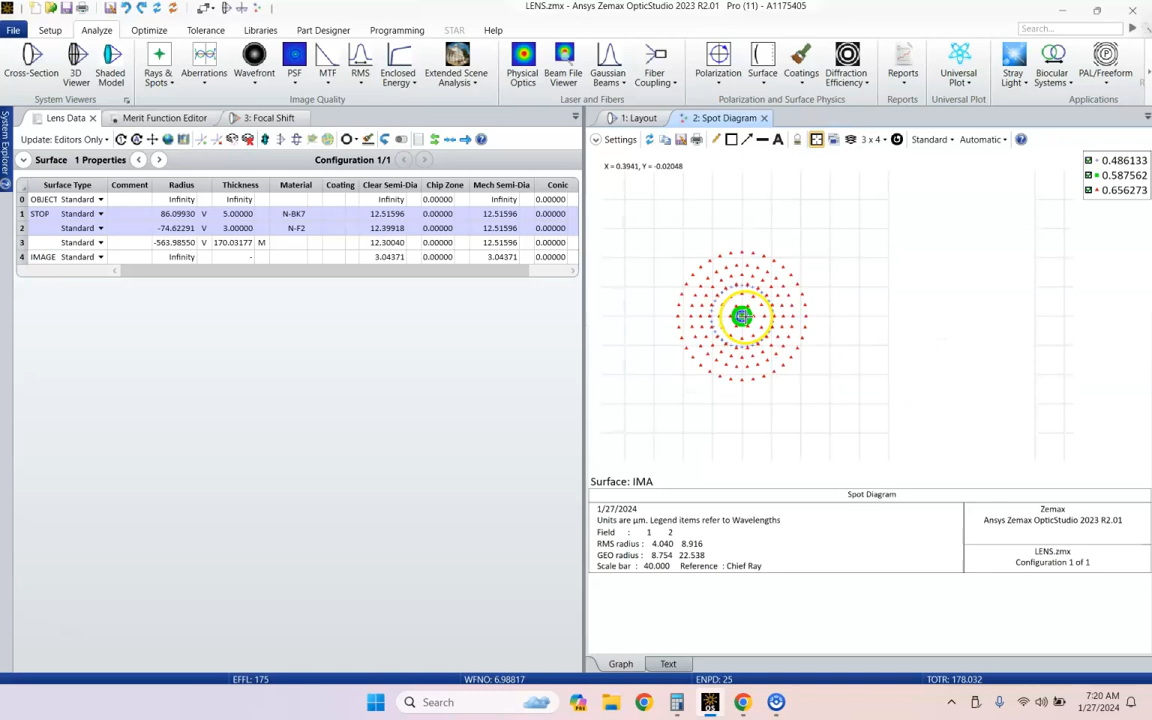 LENS.zmx - Ansys Zemax OpticStudio 2023 R2.01   Pro (11) - A1175405
File Setup Analyze Optimize Tolerance Libraries Part Designer Programming STAR Help Search...
Cross-Section 3D Viewer Shaded Model Rays & Spots Aberrations Wavefront PSF MTF RMS Enclosed Energy Extended Scene Analysis Physical Optics Beam File Viewer Gaussian Beams Fiber Coupling Polarization Surface Coatings Diffraction Efficiency Reports Universal Plot Stray Light Biocular Systems PAL/Freeform
System Viewers Image Quality Laser and Fibers Polarization and Surface Physics Reports Universal Plot Applications
System Explorer
Lens Data Merit Function Editor 3: Focal Shift 1: Layout 2: Spot Diagram
Update: Editors Only
Settings 3 x 4 Standard Automatic
Surface 1 Properties Configuration 1/1
X = 0.3941, Y = -0.02048
0.486133
0.587562
0.656273
Surface Type Comment Radius Thickness Material Coating Clear Semi-Dia Chip Zone Mech Semi-Dia Conic
0 OBJECT Standard Infinity Infinity Infinity 0.00000 Infinity 0.00000
1 STOP Standard 86.09930 V 5.00000 N-BK7 12.51596 0.00000 12.51596 0.00000
2 Standard -74.62291 V 3.00000 N-F2 12.39918 0.00000 12.51596 0.00000
3 Standard -563.98550 V 170.03177 M 12.30040 0.00000 12.51596 0.00000
4 IMAGE Standard Infinity - 3.04371 0.00000 3.04371 0.00000
Surface: IMA
Spot Diagram
1/27/2024
Units are µm. Legend items refer to Wavelengths
Field : 1 2
RMS radius : 4.040 8.916
GEO radius : 8.754 22.538
Scale bar : 40.000 Reference : Chief Ray
Zemax
Ansys Zemax OpticStudio 2023 R2.01
LENS.zmx
Configuration 1 of 1
Graph Text
EFFL: 175 WFNO: 6.98817 ENPD: 25 TOTR: 178.032
Search
7:20 AM
1/27/2024